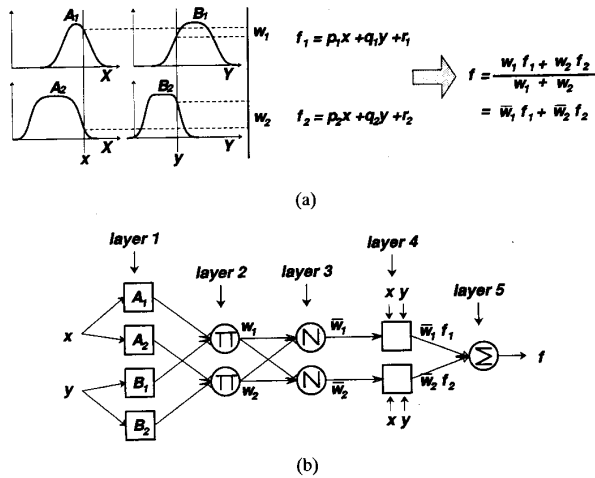 A₁
B₁
w₁
f₁ = p₁x + q₁y + r₁
X
Y
A₂
B₂
w₂
f₂ = p₂x + q₂y + r₂
X
Y
x
y
f = (w₁ f₁ + w₂ f₂) / (w₁ + w₂)
= w̅₁ f₁ + w̅₂ f₂
(a)
layer 1
layer 2
layer 3
layer 4
layer 5
x y
A₁
A₂
B₁
B₂
x
y
Π
Π
w₁
w₂
N
N
w̅₁
w̅₂
w̅₁ f₁
w̅₂ f₂
x y
Σ
f
(b)